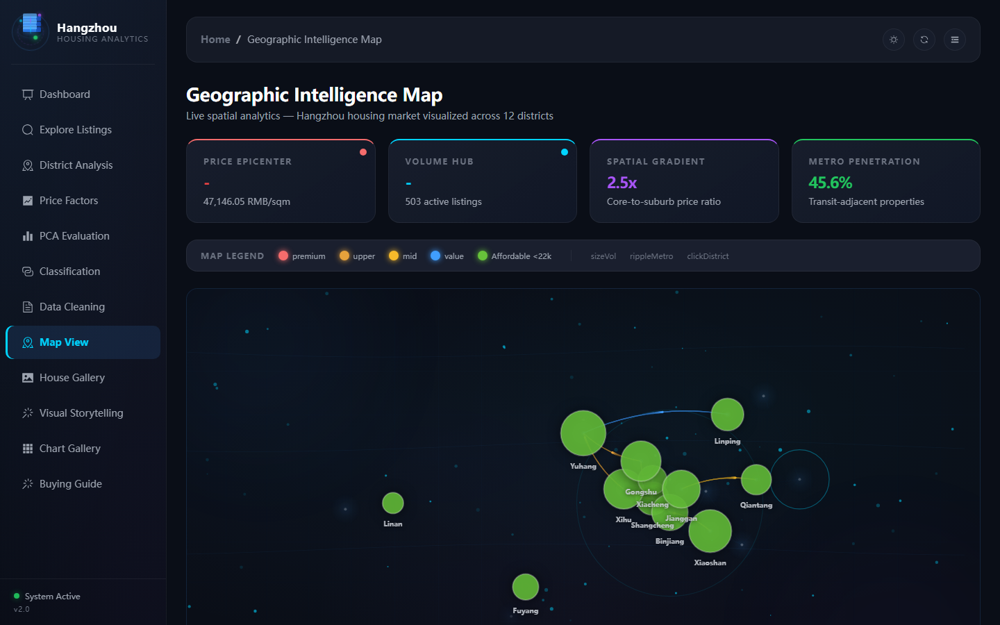 Hangzhou
HOUSING ANALYTICS
Dashboard
Explore Listings
District Analysis
Price Factors
PCA Evaluation
Classification
Data Cleaning
Map View
House Gallery
Visual Storytelling
Chart Gallery
Buying Guide
System Active
v2.0
Home / Geographic Intelligence Map
Geographic Intelligence Map
Live spatial analytics — Hangzhou housing market visualized across 12 districts
PRICE EPICENTER
-
47,146.05 RMB/sqm
VOLUME HUB
-
503 active listings
SPATIAL GRADIENT
2.5x
Core-to-suburb price ratio
METRO PENETRATION
45.6%
Transit-adjacent properties
MAP LEGEND premium upper mid value Affordable <22k sizeVol rippleMetro clickDistrict
Linping
Yuhang
Gongshu
Xiacheng
Qiantang
Xihu
Jianggan
Shangcheng
Linan
Binjiang
Xiaoshan
Fuyang